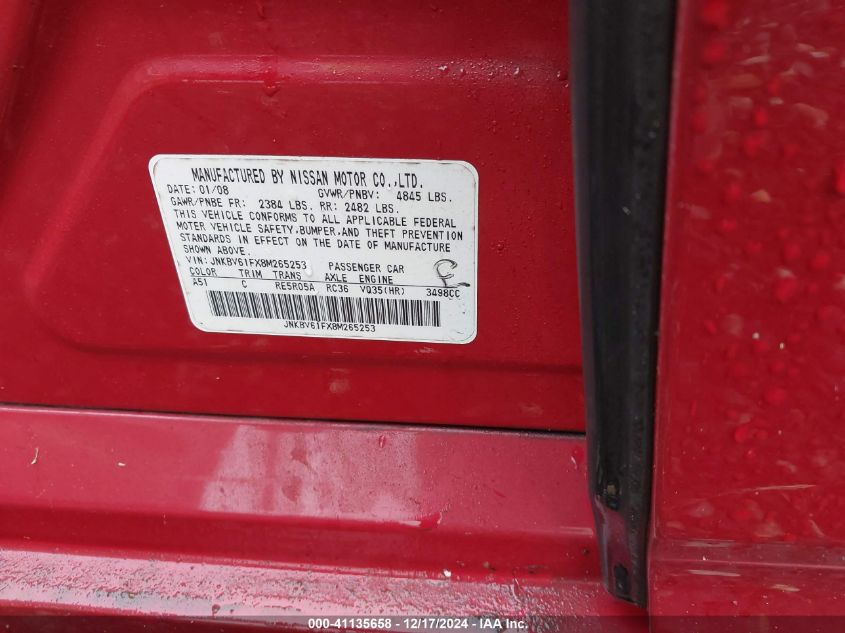 MANUFACTURED BY NISSAN MOTOR CO.,LTD.
DATE: 01/08 GVWR/PNBV: 4845 LBS.
GAWR/PNBE FR: 2384 LBS. RR: 2482 LBS.
THIS VEHICLE CONFORMS TO ALL APPLICABLE FEDERAL
MOTOR VEHICLE SAFETY,BUMPER,AND THEFT PREVENTION
STANDARDS IN EFFECT ON THE DATE OF MANUFACTURE
SHOWN ABOVE.
VIN: JNKBV61FX8M265253 PASSENGER CAR
COLOR TRIM TRANS AXLE ENGINE
A51 C RE5R05A RC36 VQ35(HR) 3498CC
JNKBV61FX8M265253
000-41135658 - 12/17/2024 - IAAI.com